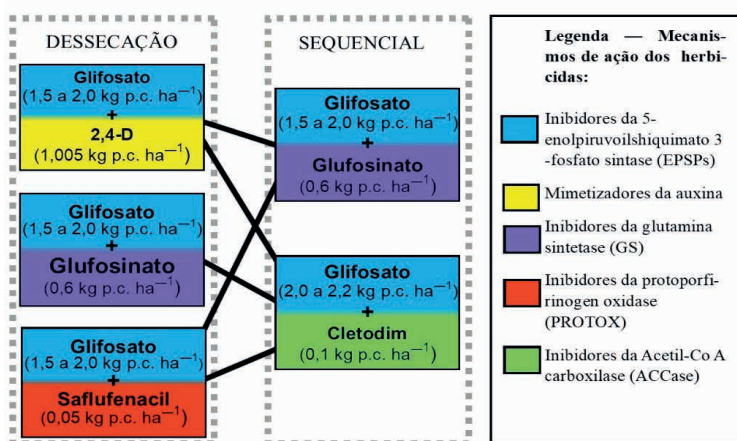 DESSECAÇÃO
Glifosato
(1,5 a 2,0 kg p.c. ha⁻¹)
+
2,4-D
(1,005 kg p.c. ha⁻¹)
Glifosato
(1,5 a 2,0 kg p.c. ha⁻¹)
+
Glufosinato
(0,6 kg p.c. ha⁻¹)
Glifosato
(1,5 a 2,0 kg p.c. ha⁻¹)
+
Saflufenacil
(0,05 kg p.c. ha⁻¹)
SEQUENCIAL
Glifosato
(1,5 a 2,0 kg p.c. ha⁻¹)
+
Glufosinato
(0,6 kg p.c. ha⁻¹)
Glifosato
(2,0 a 2,2 kg p.c. ha⁻¹)
+
Cletodim
(0,1 kg p.c. ha⁻¹)
Legenda — Mecanis-
mos de ação dos herbi-
cidas:
Inibidores da 5-
enolpiruvoilshiquimato 3
-fosfato sintase (EPSPs)
Mimetizadores da auxina
Inibidores da glutamina
sintetase (GS)
Inibidores da protoporfi-
rinogen oxidase
(PROTOX)
Inibidores da Acetil-Co A
carboxilase (ACCase)